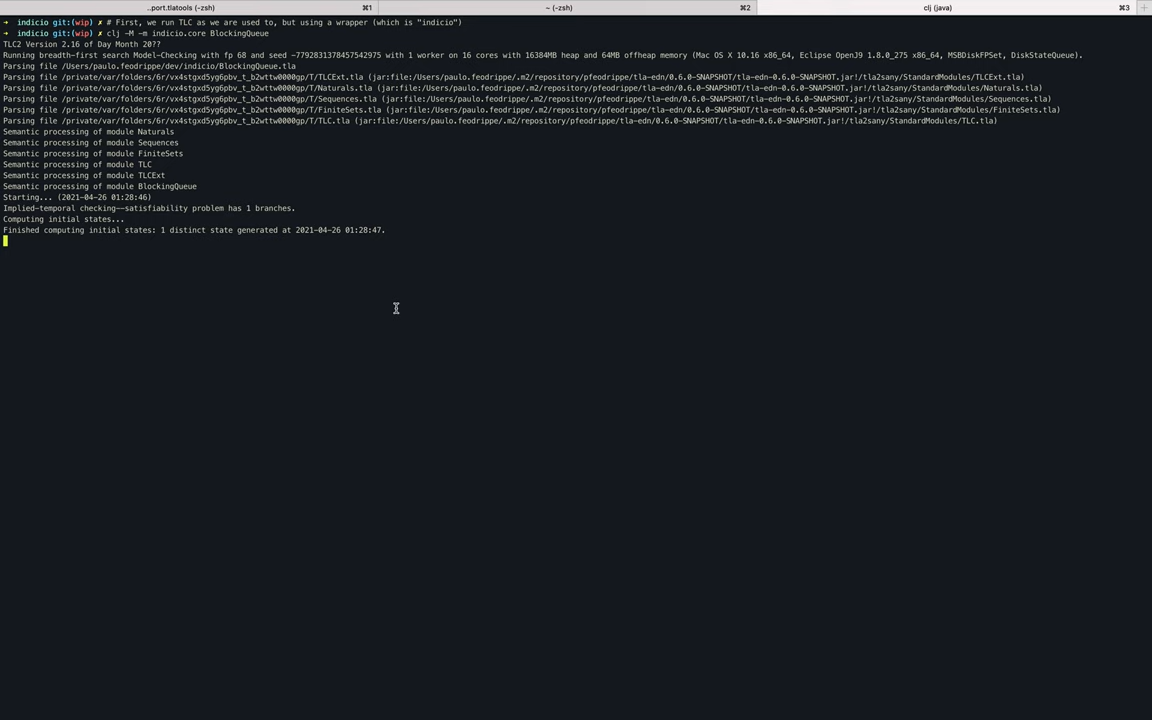 ..port.tlatools (-zsh) ⌘1 ~ (-zsh) ⌘2 clj (java) ⌘3 +
➜ indicio git:(wip) ✗ # First, we run TLC as we are used to, but using a wrapper (which is "indicio")
➜ indicio git:(wip) ✗ clj -M -m indicio.core BlockingQueue
TLC2 Version 2.16 of Day Month 20??
Running breadth-first search Model-Checking with fp 68 and seed -7792831378457542975 with 1 worker on 16 cores with 16384MB heap and 64MB offheap memory (Mac OS X 10.16 x86_64, Eclipse OpenJ9 1.8.0_275 x86_64, MSBDiskFPSet, DiskStateQueue).
Parsing file /Users/paulo.feodrippe/dev/indicio/BlockingQueue.tla
Parsing file /private/var/folders/6r/vx4stgxd5yg6pbv_t_b2wttw0000gp/T/TLCExt.tla (jar:file:/Users/paulo.feodrippe/.m2/repository/pfeodrippe/tla-edn/0.6.0-SNAPSHOT/tla-edn-0.6.0-SNAPSHOT.jar!/tla2sany/StandardModules/TLCExt.tla)
Parsing file /private/var/folders/6r/vx4stgxd5yg6pbv_t_b2wttw0000gp/T/Naturals.tla (jar:file:/Users/paulo.feodrippe/.m2/repository/pfeodrippe/tla-edn/0.6.0-SNAPSHOT/tla-edn-0.6.0-SNAPSHOT.jar!/tla2sany/StandardModules/Naturals.tla)
Parsing file /private/var/folders/6r/vx4stgxd5yg6pbv_t_b2wttw0000gp/T/Sequences.tla (jar:file:/Users/paulo.feodrippe/.m2/repository/pfeodrippe/tla-edn/0.6.0-SNAPSHOT/tla-edn-0.6.0-SNAPSHOT.jar!/tla2sany/StandardModules/Sequences.tla)
Parsing file /private/var/folders/6r/vx4stgxd5yg6pbv_t_b2wttw0000gp/T/FiniteSets.tla (jar:file:/Users/paulo.feodrippe/.m2/repository/pfeodrippe/tla-edn/0.6.0-SNAPSHOT/tla-edn-0.6.0-SNAPSHOT.jar!/tla2sany/StandardModules/FiniteSets.tla)
Parsing file /private/var/folders/6r/vx4stgxd5yg6pbv_t_b2wttw0000gp/T/TLC.tla (jar:file:/Users/paulo.feodrippe/.m2/repository/pfeodrippe/tla-edn/0.6.0-SNAPSHOT/tla-edn-0.6.0-SNAPSHOT.jar!/tla2sany/StandardModules/TLC.tla)
Semantic processing of module Naturals
Semantic processing of module Sequences
Semantic processing of module FiniteSets
Semantic processing of module TLC
Semantic processing of module TLCExt
Semantic processing of module BlockingQueue
Starting... (2021-04-26 01:28:46)
Implied-temporal checking--satisfiability problem has 1 branches.
Computing initial states...
Finished computing initial states: 1 distinct state generated at 2021-04-26 01:28:47.